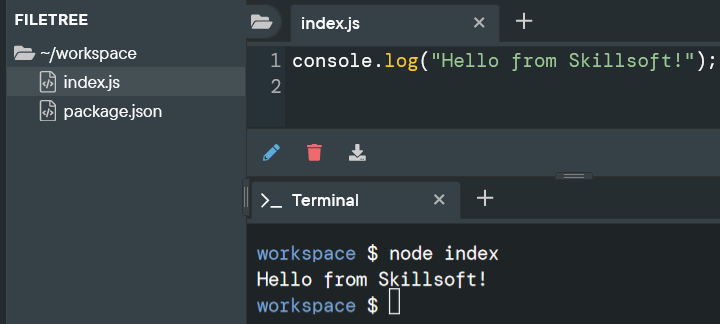 FILETREE
~/workspace
index.js
package.json
index.js × +
1 console.log("Hello from Skillsoft!");
2
>_ Terminal × +
workspace $ node index
Hello from Skillsoft!
workspace $